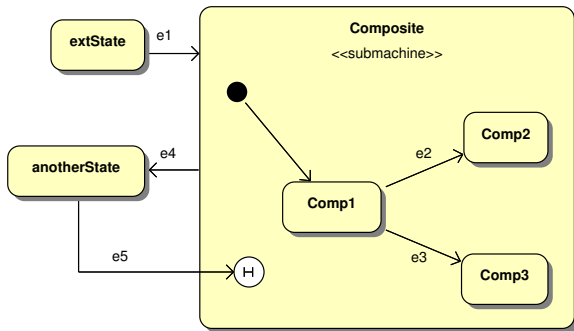 extState
e1
Composite
<<submachine>>
Comp2
e2
anotherState
e4
Comp1
e5
H
e3
Comp3